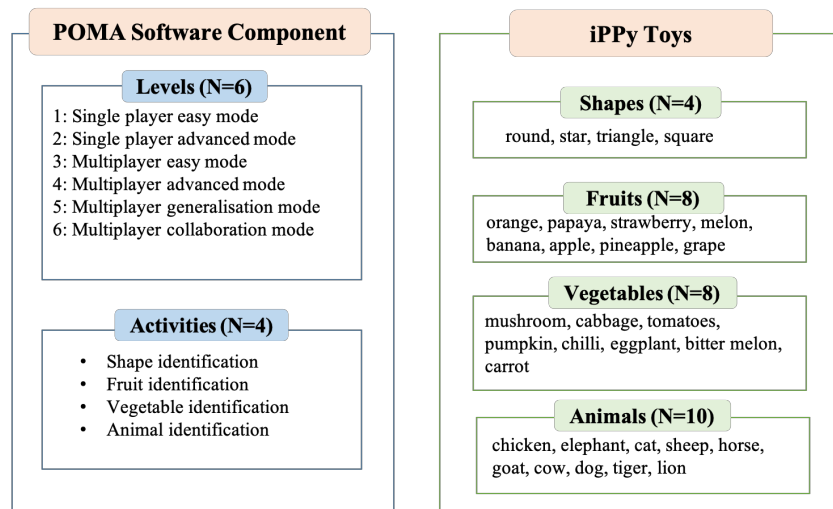 POMA Software Component
Levels (N=6)
1: Single player easy mode
2: Single player advanced mode
3: Multiplayer easy mode
4: Multiplayer advanced mode
5: Multiplayer generalisation mode
6: Multiplayer collaboration mode
Activities (N=4)
• Shape identification
• Fruit identification
• Vegetable identification
• Animal identification
iPPy Toys
Shapes (N=4)
round, star, triangle, square
Fruits (N=8)
orange, papaya, strawberry, melon,
banana, apple, pineapple, grape
Vegetables (N=8)
mushroom, cabbage, tomatoes,
pumpkin, chilli, eggplant, bitter melon,
carrot
Animals (N=10)
chicken, elephant, cat, sheep, horse,
goat, cow, dog, tiger, lion